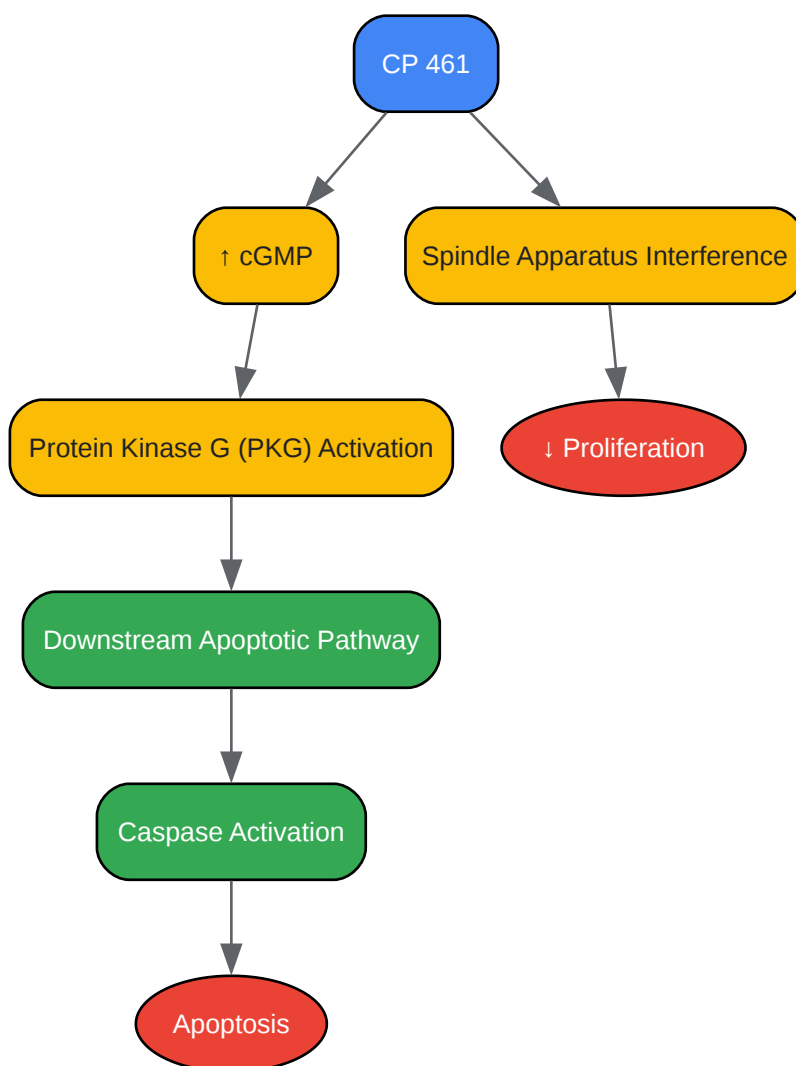 CP 461
↑ cGMP
Spindle Apparatus Interference
Protein Kinase G (PKG) Activation
↓ Proliferation
Downstream Apoptotic Pathway
Caspase Activation
Apoptosis